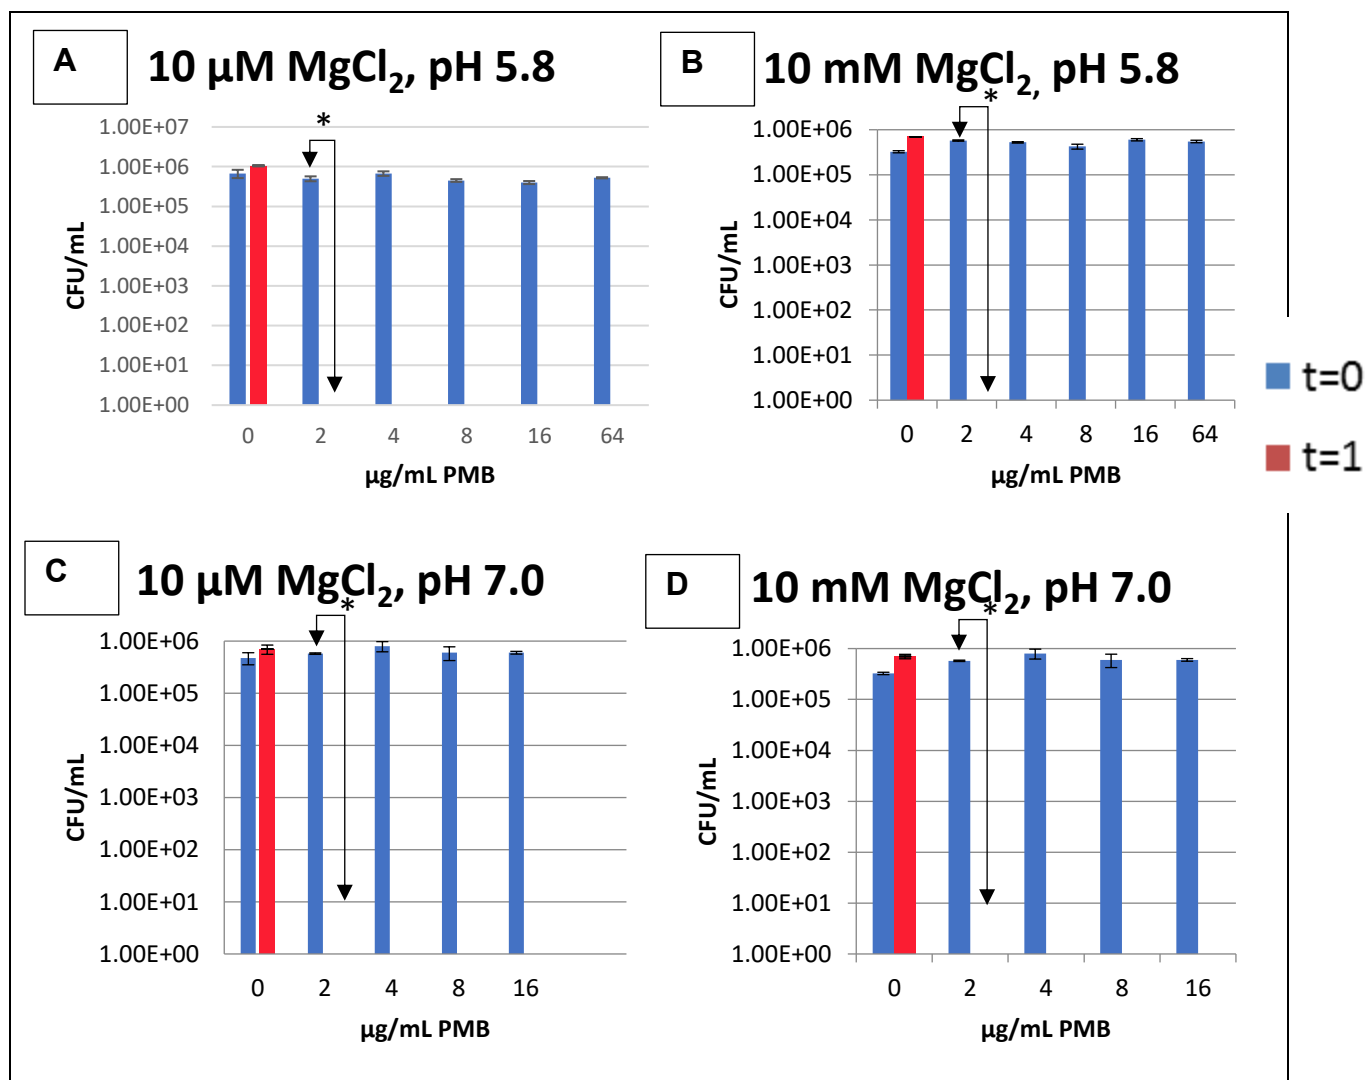 A
10 µM MgCl₂, pH 5.8
*
1.00E+07
1.00E+06
1.00E+05
1.00E+04
1.00E+03
1.00E+02
1.00E+01
1.00E+00
CFU/mL
0 2 4 8 16 64
µg/mL PMB
B
10 mM MgCl₂, pH 5.8
*
1.00E+06
1.00E+05
1.00E+04
1.00E+03
1.00E+02
1.00E+01
1.00E+00
CFU/mL
0 2 4 8 16 64
µg/mL PMB
t=0
t=1
C
10 µM MgCl₂, pH 7.0
*
1.00E+06
1.00E+05
1.00E+04
1.00E+03
1.00E+02
1.00E+01
1.00E+00
CFU/mL
0 2 4 8 16
µg/mL PMB
D
10 mM MgCl₂, pH 7.0
*
1.00E+06
1.00E+05
1.00E+04
1.00E+03
1.00E+02
1.00E+01
1.00E+00
CFU/mL
0 2 4 8 16
µg/mL PMB